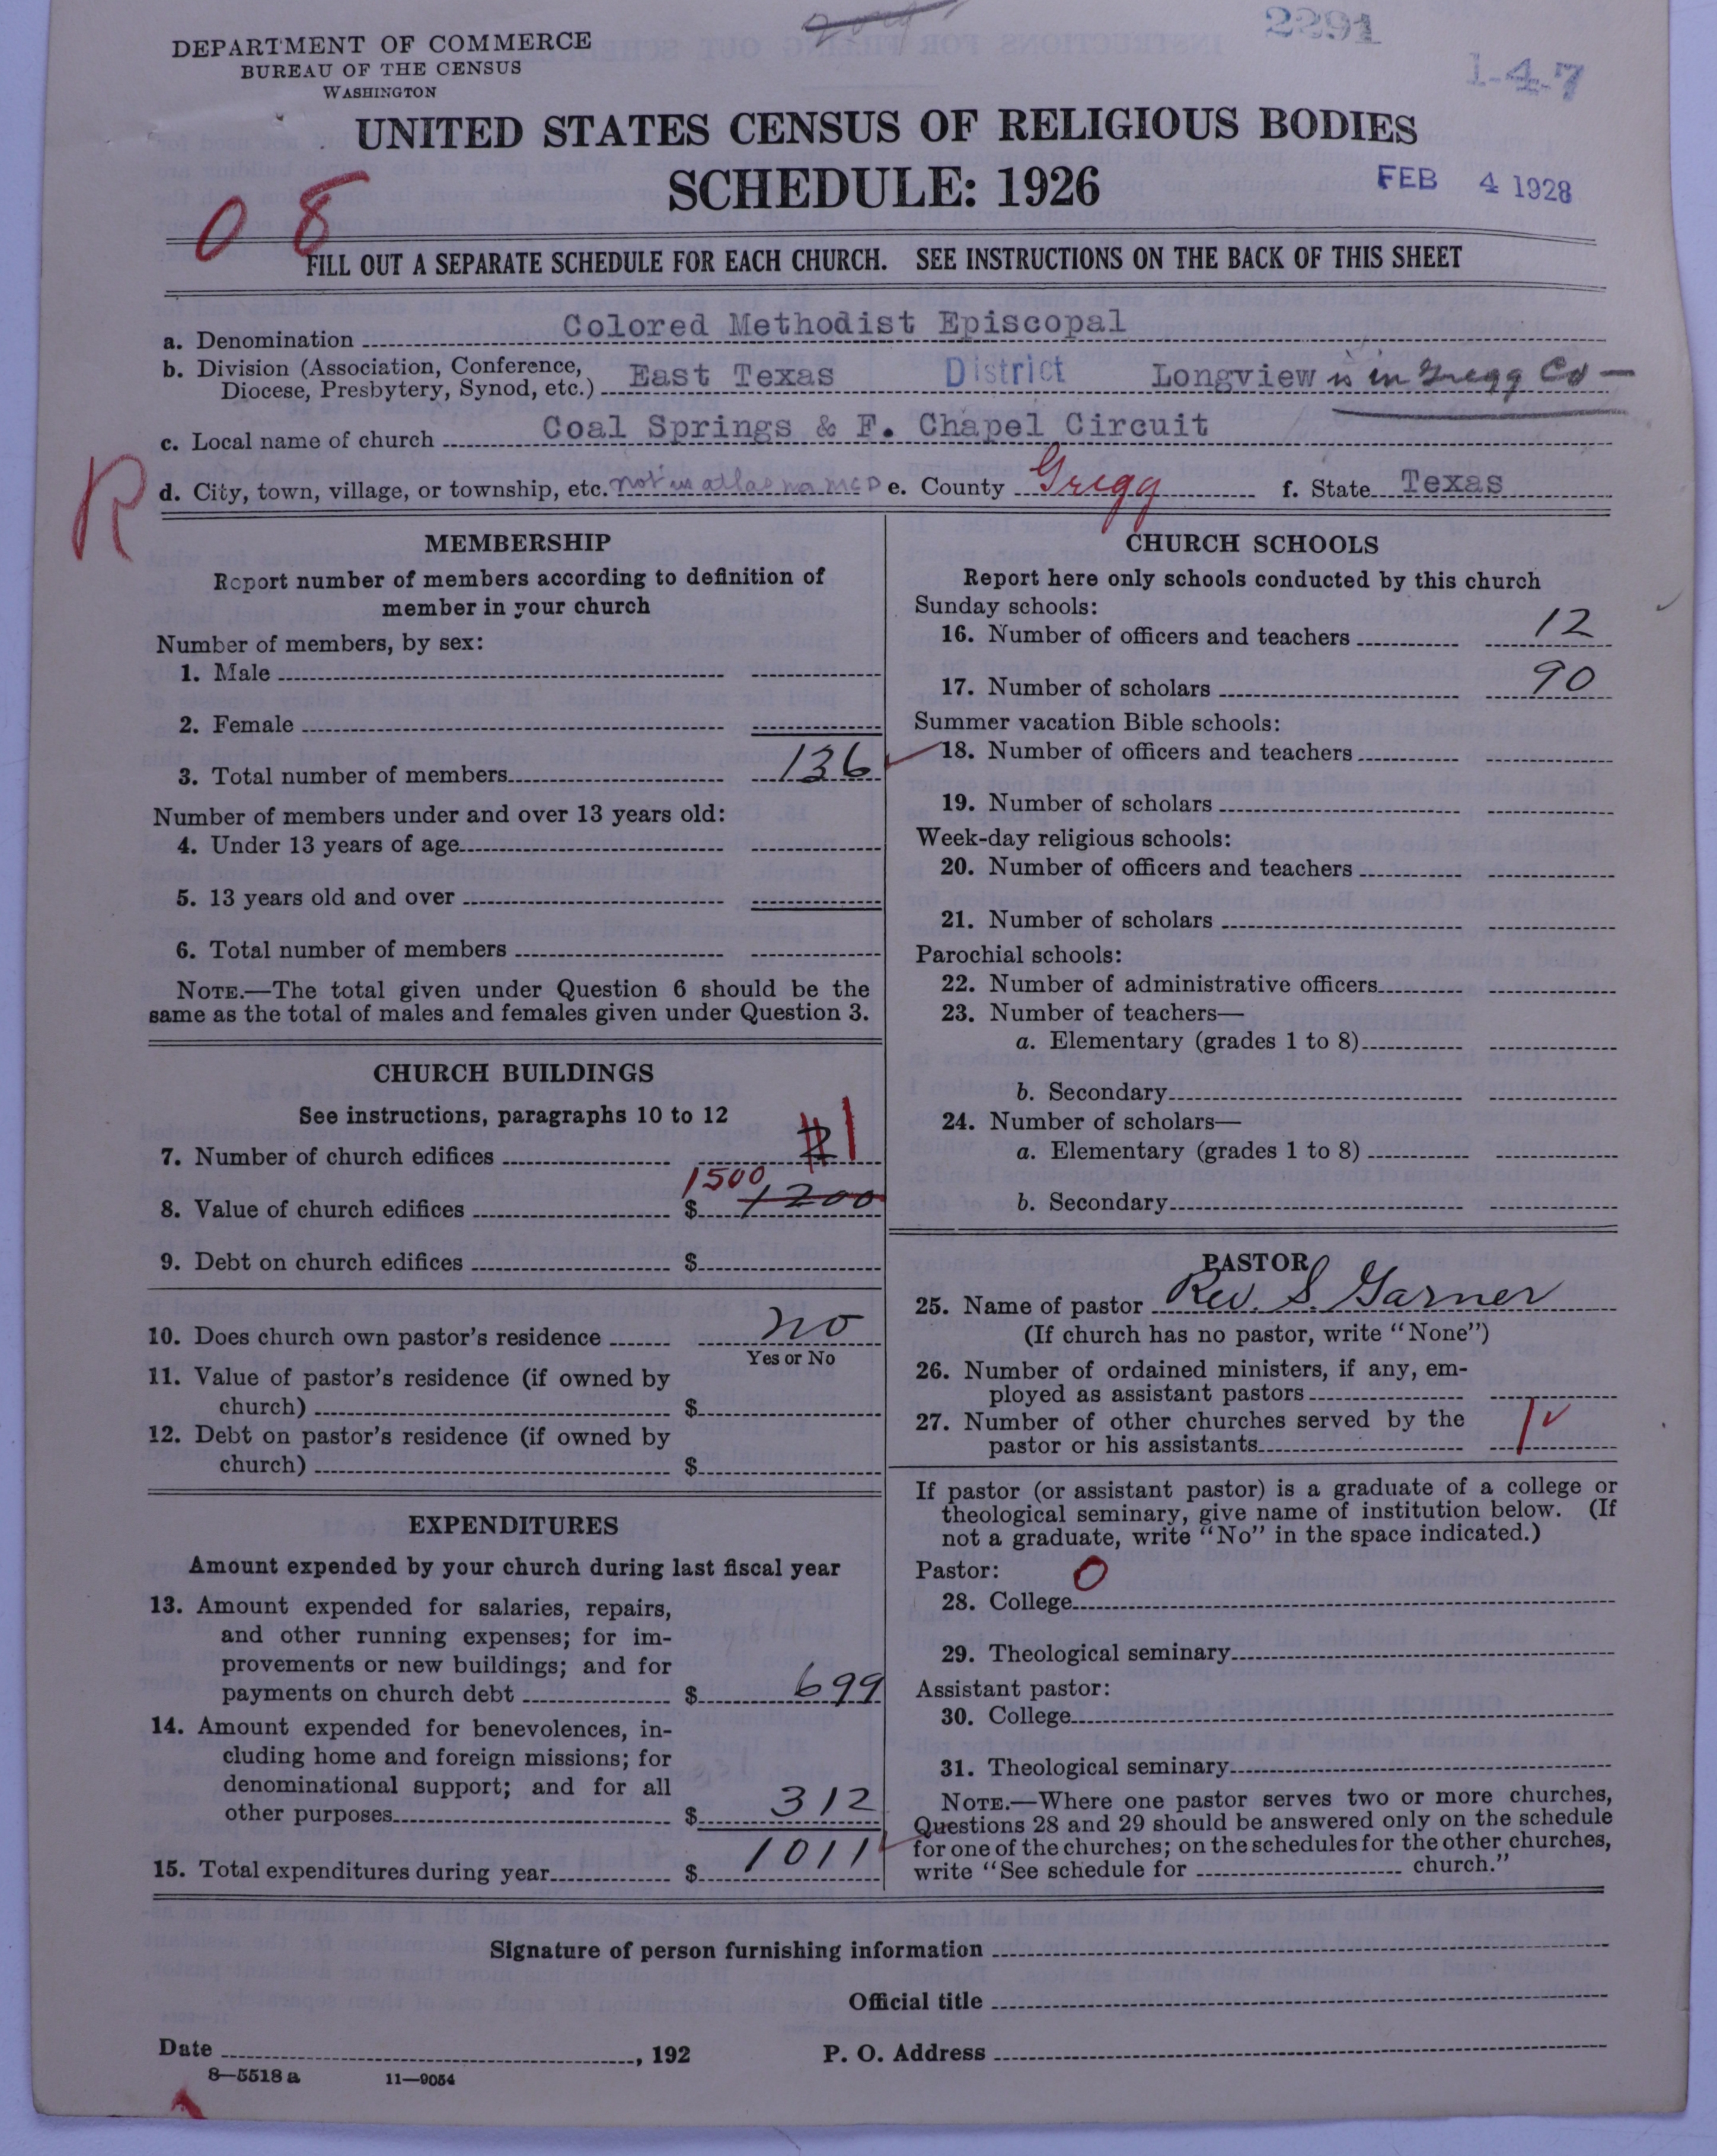 2891
1-4-7
DEPARTMENT OF COMMERCE
BUREAU OF THE CENSUS
WASHINGTON
UNITED STATES CENSUS OF RELIGIOUS BODIES
SCHEDULE: 1926
FEB 4 1928
0 8
FILL OUT A SEPARATE SCHEDULE FOR EACH CHURCH. SEE INSTRUCTIONS ON THE BACK OF THIS SHEET
a. Denomination Colored Methodist Episcopal
b. Division (Association, Conference,
Diocese, Presbytery, Synod, etc.) East Texas District Longview is in Gregg Co —
c. Local name of church Coal Springs & F. Chapel Circuit
R
d. City, town, village, or township, etc. not in atlas no MCD e. County Gregg f. State Texas
MEMBERSHIP
Report number of members according to definition of
member in your church
Number of members, by sex:
1. Male
2. Female
3. Total number of members 136
Number of members under and over 13 years old:
4. Under 13 years of age
5. 13 years old and over
6. Total number of members
NOTE.—The total given under Question 6 should be the
same as the total of males and females given under Question 3.
CHURCH BUILDINGS
See instructions, paragraphs 10 to 12
7. Number of church edifices 2 1
1500
8. Value of church edifices $ 1200
9. Debt on church edifices $
10. Does church own pastor's residence no
Yes or No
11. Value of pastor's residence (if owned by
church) $
12. Debt on pastor's residence (if owned by
church) $
EXPENDITURES
Amount expended by your church during last fiscal year
13. Amount expended for salaries, repairs,
and other running expenses; for im-
provements or new buildings; and for
payments on church debt $ 699
14. Amount expended for benevolences, in-
cluding home and foreign missions; for
denominational support; and for all
other purposes $ 312
15. Total expenditures during year $ 1011
CHURCH SCHOOLS
Report here only schools conducted by this church
Sunday schools:
16. Number of officers and teachers 12
17. Number of scholars 90
Summer vacation Bible schools:
18. Number of officers and teachers
19. Number of scholars
Week-day religious schools:
20. Number of officers and teachers
21. Number of scholars
Parochial schools:
22. Number of administrative officers
23. Number of teachers—
a. Elementary (grades 1 to 8)
b. Secondary
24. Number of scholars—
a. Elementary (grades 1 to 8)
b. Secondary
PASTOR
25. Name of pastor Rev. S. Garner
(If church has no pastor, write "None")
26. Number of ordained ministers, if any, em-
ployed as assistant pastors
27. Number of other churches served by the
pastor or his assistants 1
If pastor (or assistant pastor) is a graduate of a college or
theological seminary, give name of institution below. (If
not a graduate, write "No" in the space indicated.)
Pastor: 0
28. College
29. Theological seminary
Assistant pastor:
30. College
31. Theological seminary
NOTE.—Where one pastor serves two or more churches,
Questions 28 and 29 should be answered only on the schedule
for one of the churches; on the schedules for the other churches,
write "See schedule for church."
Signature of person furnishing information
Official title
Date , 192 P. O. Address
8—5518 a 11—9054